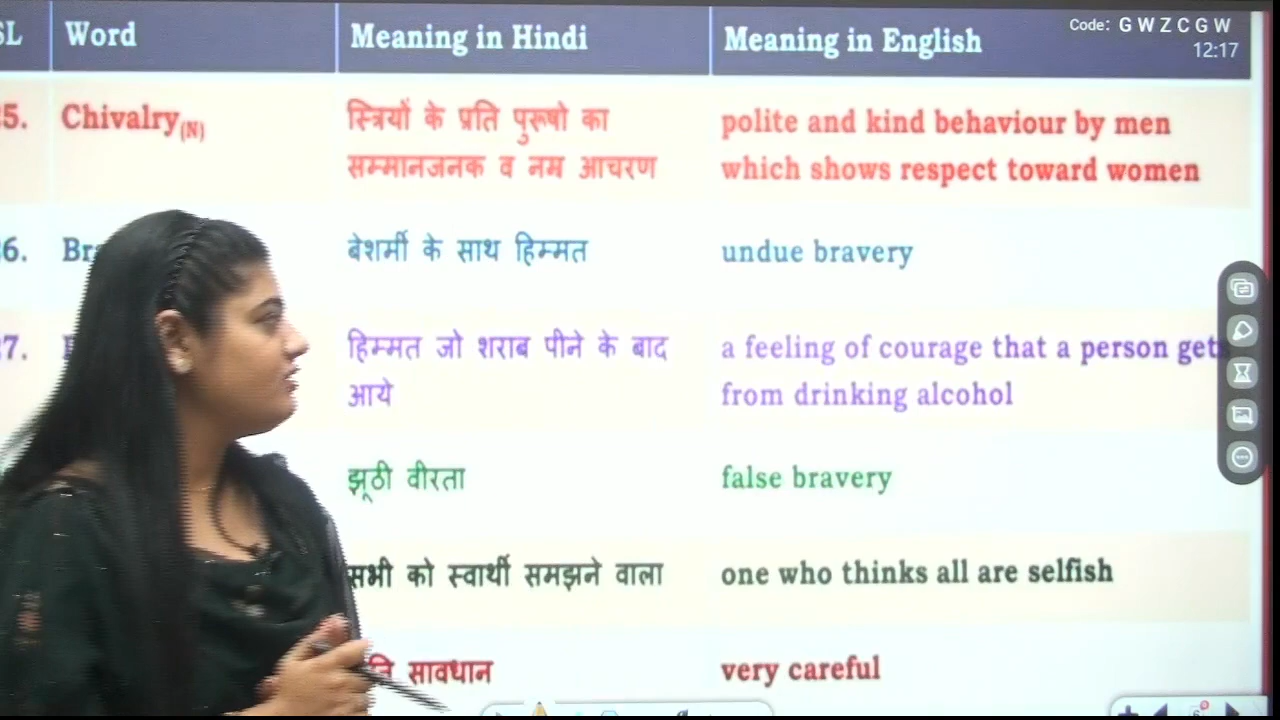 SL Word Meaning in Hindi Meaning in English Code: G W Z C G W
12:17
5. Chivalry(N) स्त्रियों के प्रति पुरूषो का polite and kind behaviour by men
सम्मानजनक व नम्र आचरण which shows respect toward women
6. Br बेशर्मी के साथ हिम्मत undue bravery
7. हिम्मत जो शराब पीने के बाद a feeling of courage that a person gets
आये from drinking alcohol
झूठी वीरता false bravery
सभी को स्वार्थी समझने वाला one who thinks all are selfish
सावधान very careful